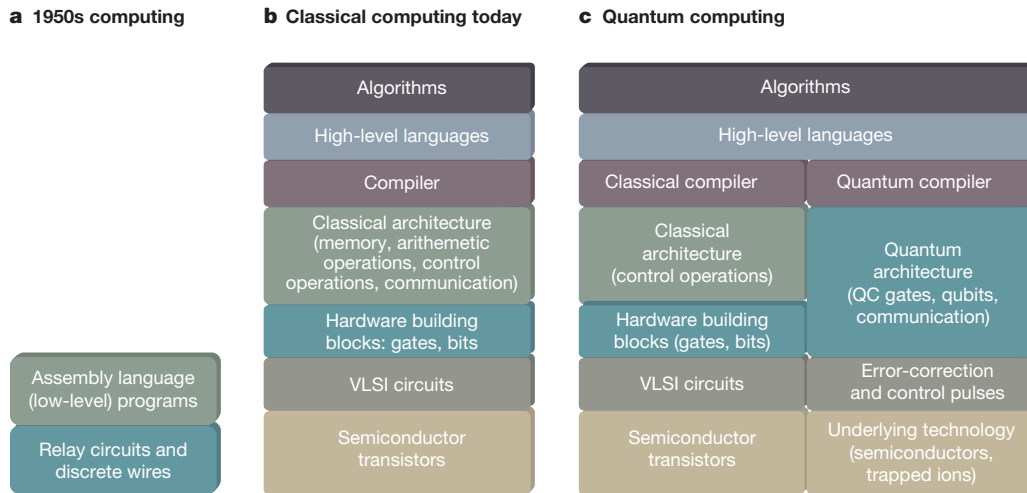 a 1950s computing
Assembly language
(low-level) programs
Relay circuits and
discrete wires
b Classical computing today
Algorithms
High-level languages
Compiler
Classical architecture
(memory, arithemetic
operations, control
operations, communication)
Hardware building
blocks: gates, bits
VLSI circuits
Semiconductor
transistors
c Quantum computing
Algorithms
High-level languages
Classical compiler
Quantum compiler
Classical
architecture
(control operations)
Quantum
architecture
(QC gates, qubits,
communication)
Hardware building
blocks (gates, bits)
VLSI circuits
Error-correction
and control pulses
Semiconductor
transistors
Underlying technology
(semiconductors,
trapped ions)